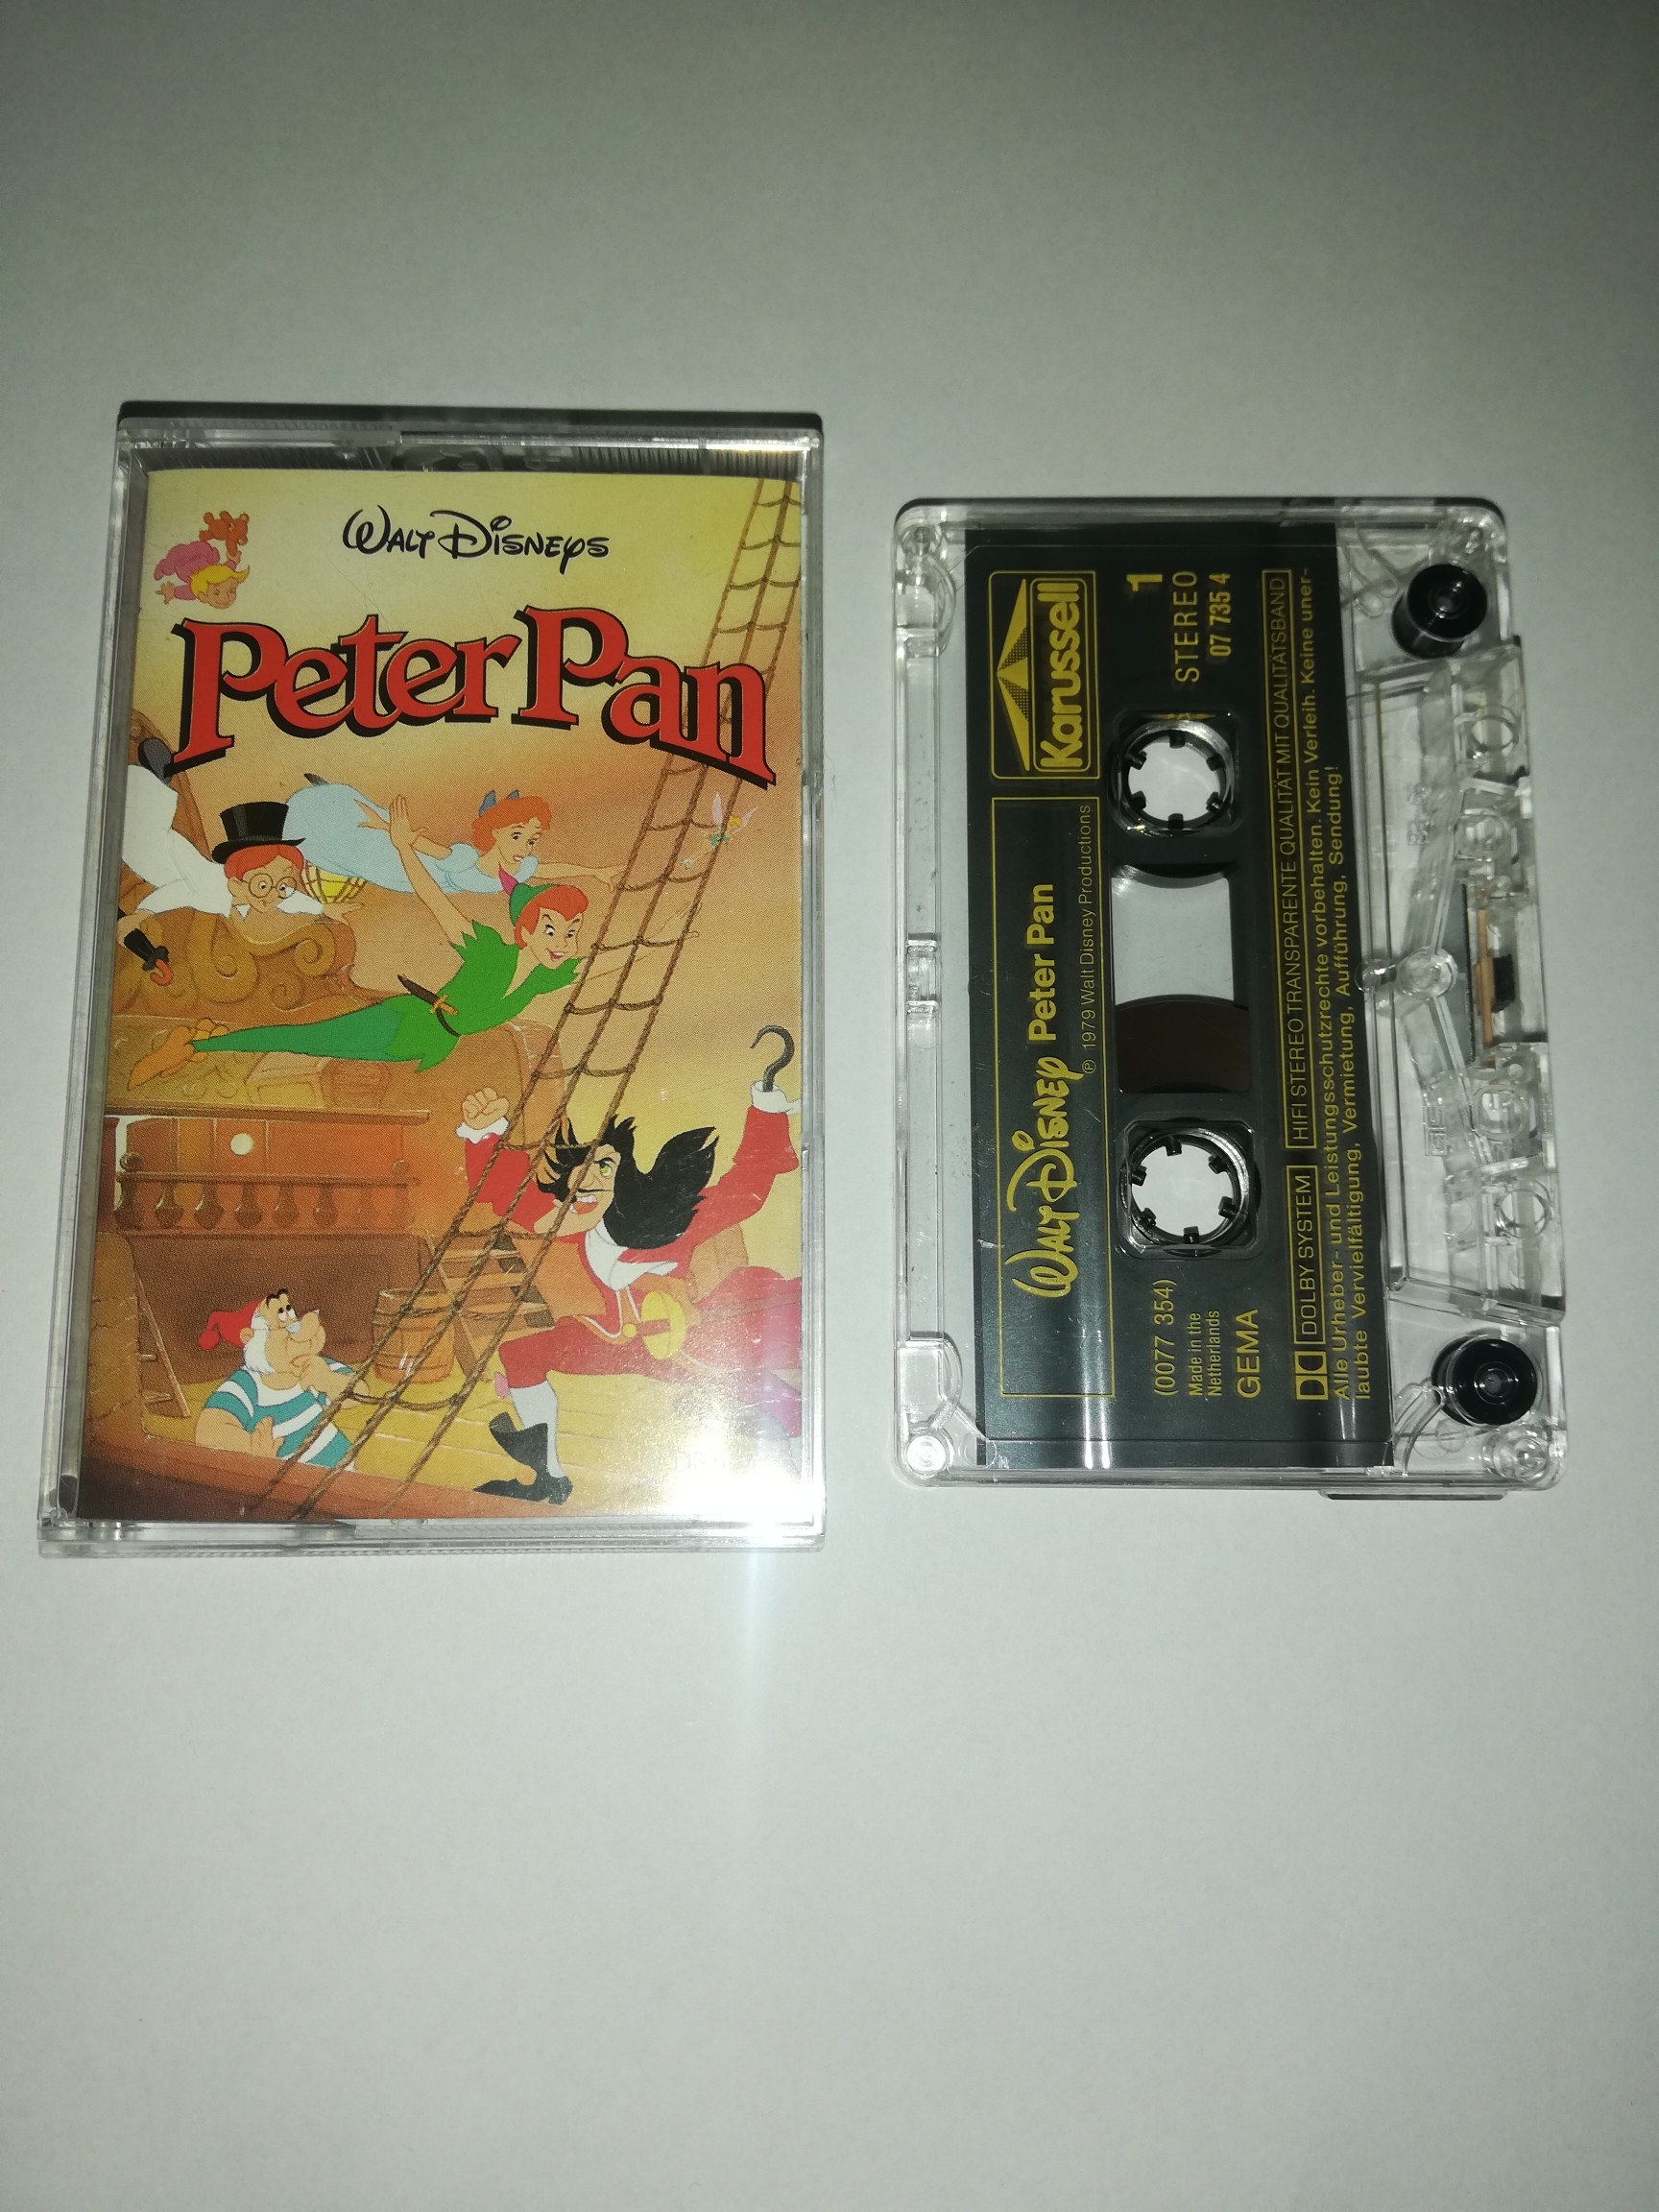 WALT DISNEYS
Peter Pan
Karussell
WALT DISNEY Peter Pan
℗ 1979 Walt Disney Productions
1
STEREO
07 735 4
(0077 354)
Made in the
Netherlands
GEMA
DOLBY SYSTEM HIFI STEREO TRANSPARENTE QUALITÄT MIT QUALITÄTSBAND
Alle Urheber- und Leistungsschutzrechte vorbehalten. Kein Verleih. Keine uner-
laubte Vervielfältigung, Vermietung, Aufführung, Sendung!